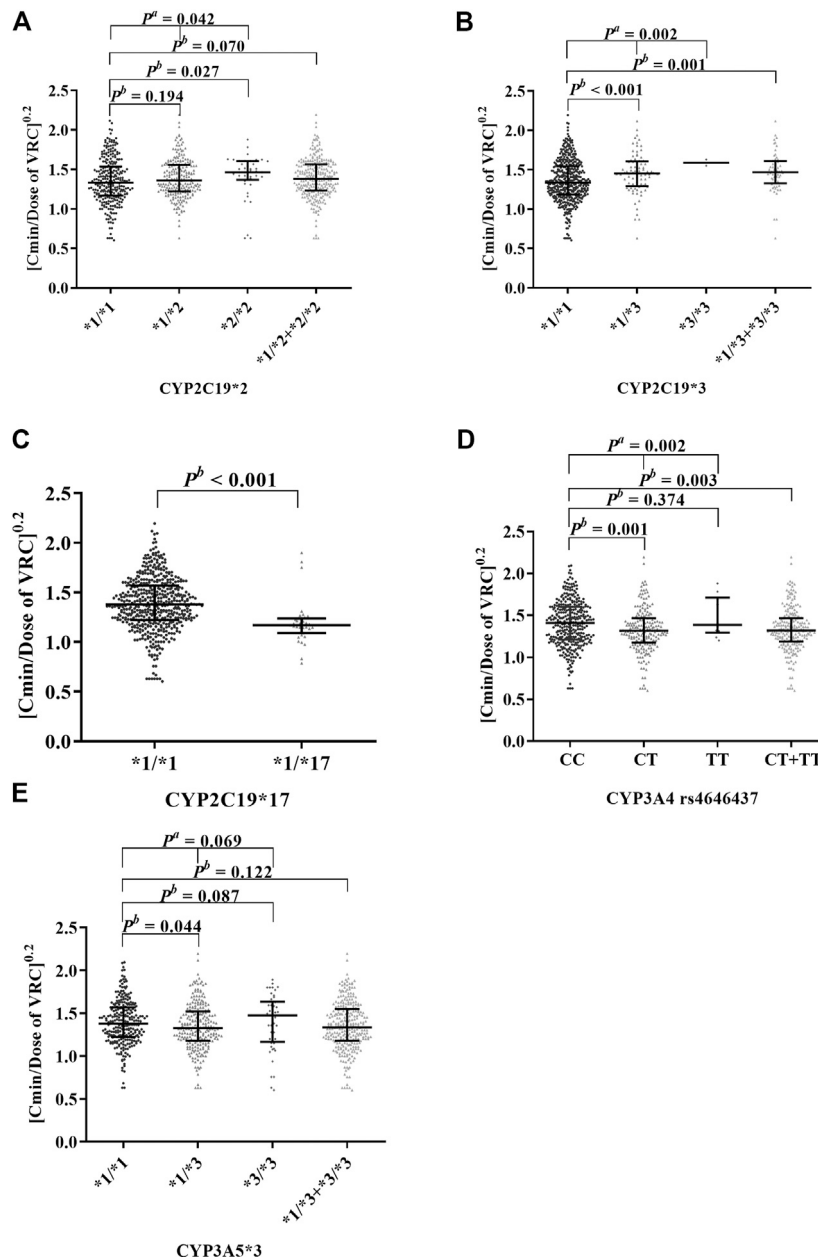 A
P^a = 0.042
P^b = 0.070
P^b = 0.027
P^b = 0.194
[Cmin/Dose of VRC]^0.2
2.5
2.0
1.5
1.0
0.5
0.0
*1/*1
*1/*2
*2/*2
*1/*2+*2/*2
CYP2C19*2
B
P^a = 0.002
P^b = 0.001
P^b < 0.001
[Cmin/Dose of VRC]^0.2
2.5
2.0
1.5
1.0
0.5
0.0
*1/*1
*1/*3
*3/*3
*1/*3+*3/*3
CYP2C19*3
C
P^b < 0.001
[Cmin/Dose of VRC]^0.2
2.5
2.0
1.5
1.0
0.5
0.0
*1/*1
*1/*17
CYP2C19*17
D
P^a = 0.002
P^b = 0.003
P^b = 0.374
P^b = 0.001
[Cmin/Dose of VRC]^0.2
2.5
2.0
1.5
1.0
0.5
0.0
CC
CT
TT
CT+TT
CYP3A4 rs4646437
E
P^a = 0.069
P^b = 0.122
P^b = 0.087
P^b = 0.044
[Cmin/Dose of VRC]^0.2
2.5
2.0
1.5
1.0
0.5
0.0
*1/*1
*1/*3
*3/*3
*1/*3+*3/*3
CYP3A5*3